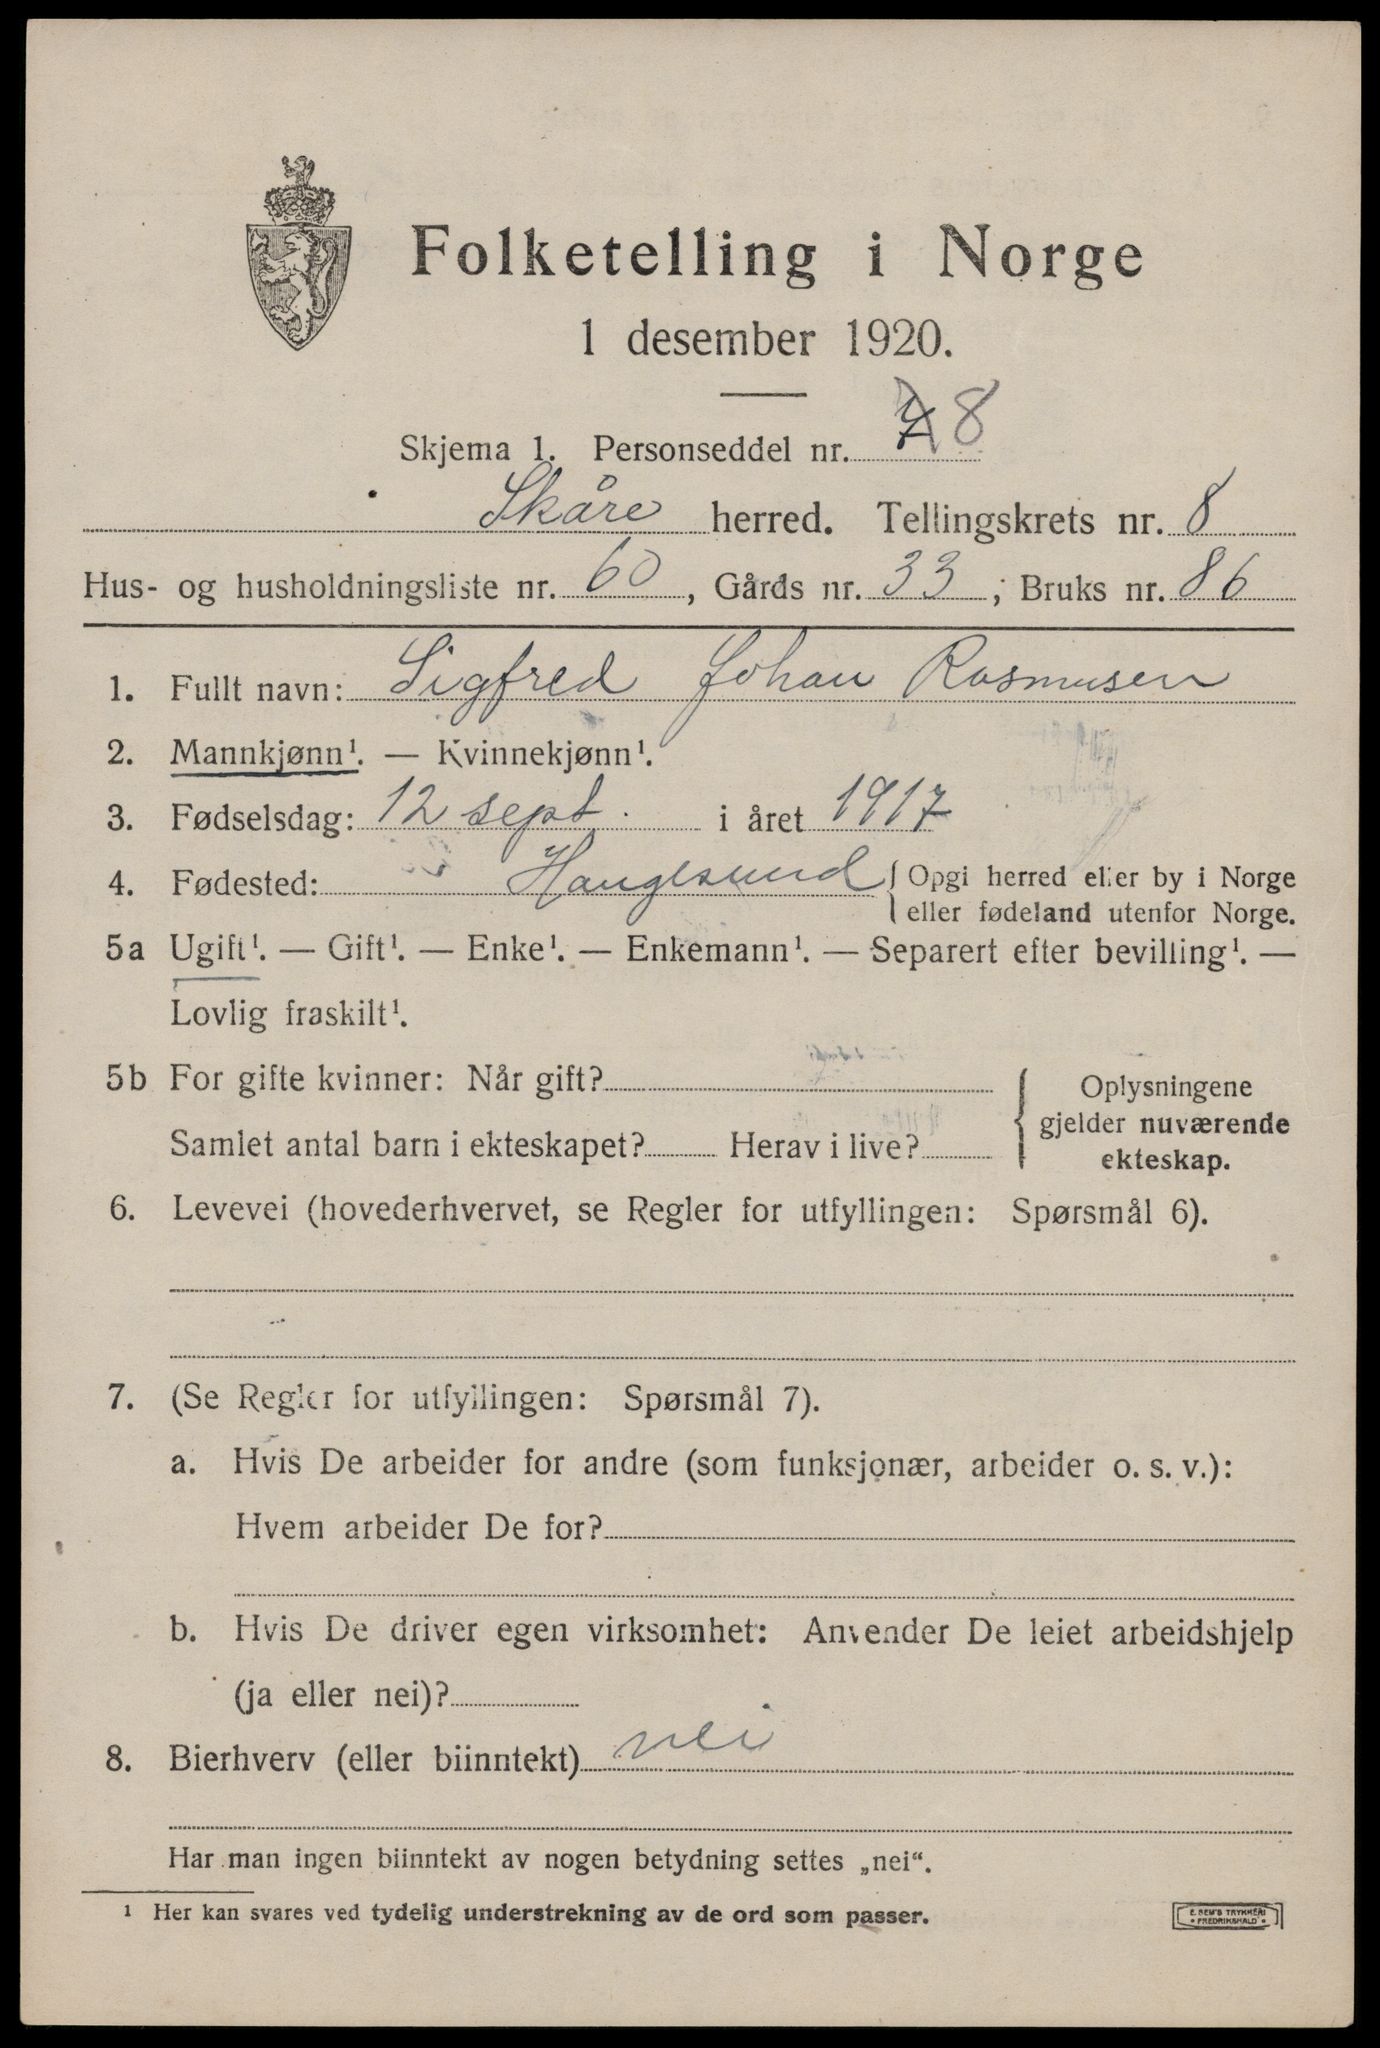 Folketelling i Norge
1 desember 1920.
Skjema 1. Personseddel nr. 8
Skåre herred. Tellingskrets nr. 8
Hus- og husholdningsliste nr. 60, Gårds nr. 33; Bruks nr. 86
1. Fullt navn: Sigfred Johan Rasmusen
2. Mannkjønn¹. — Kvinnekjønn¹.
3. Fødselsdag: 12 sept. i året 1917
4. Fødested: Haugesund { Opgi herred eller by i Norge
eller fødeland utenfor Norge.
5a Ugift¹. — Gift¹. — Enke¹. — Enkemann¹. — Separert efter bevilling¹. —
Lovlig fraskilt¹.
5b For gifte kvinner: Når gift?
Samlet antal barn i ekteskapet? Herav i live?
Oplysningene
gjelder nuværende
ekteskap.
6. Levevei (hovederhvervet, se Regler for utfyllingen: Spørsmål 6).
7. (Se Regler for utfyllingen: Spørsmål 7).
a. Hvis De arbeider for andre (som funksjonær, arbeider o. s. v.):
Hvem arbeider De for?
b. Hvis De driver egen virksomhet: Anvender De leiet arbeidshjelp
(ja eller nei)?
8. Bierhverv (eller biinntekt) nei
Har man ingen biinntekt av nogen betydning settes „nei“.
¹ Her kan svares ved tydelig understrekning av de ord som passer.
E. SEM'S TRYKKERI
FREDRIKSHALD